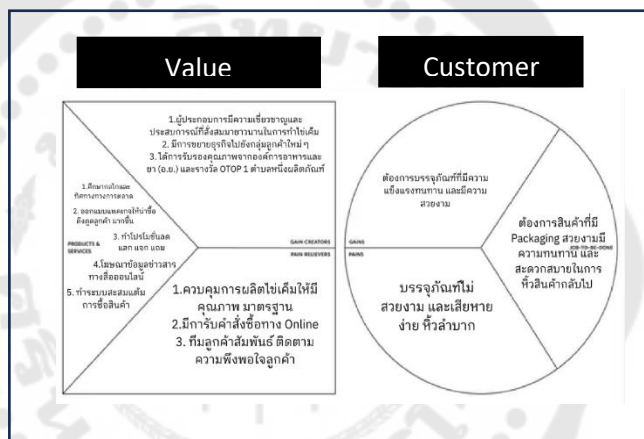 Value
Customer
1.ผู้ประกอบการมีความเชี่ยวชาญและ
ประสบการณ์ที่สั่งสมมายาวนานในการทำไข่เค็ม
2. มีการขยายธุรกิจไปยังกลุ่มลูกค้าใหม่ ๆ
3. ได้การรับรองคุณภาพจากองค์การอาหารและ
ยา (อ.ย.) และรางวัล OTOP 1 ตำบลหนึ่งผลิตภัณฑ์
1.ศึกษากลไกและ
ทิศทางทางการตลาด
2. ออกแบบแพคเกจให้น่าซื้อ
ดึงดูดลูกค้า มากขึ้น
3. ทำโปรโมชั่นลด
แลก แจก แถม
PRODUCTS &
SERVICES
4.โฆษณาข้อมูลข่าวสาร
ทางสื่อออนไลน์
5. ทำระบบสะสมแต้ม
การซื้อสินค้า
GAIN CREATORS
PAIN RELIEVERS
1.ควบคุมการผลิตไข่เค็มให้มี
คุณภาพ มาตรฐาน
2.มีการรับคำสั่งซื้อทาง Online
3. ทีมลูกค้าสัมพันธ์ ติดตาม
ความพึงพอใจลูกค้า
ต้องการบรรจุภัณฑ์ที่มีความ
แข็งแรงทนทาน และมีความ
สวยงาม
GAINS
PAINS
บรรจุภัณฑ์ไม่
สวยงาม และเสียหาย
ง่าย หิ้วลำบาก
ต้องการสินค้าที่มี
Packaging สวยงามมี
JOB-TO-BE-DONE
ความทนทาน และ
สะดวกสบายในการ
หิ้วสินค้ากลับไป